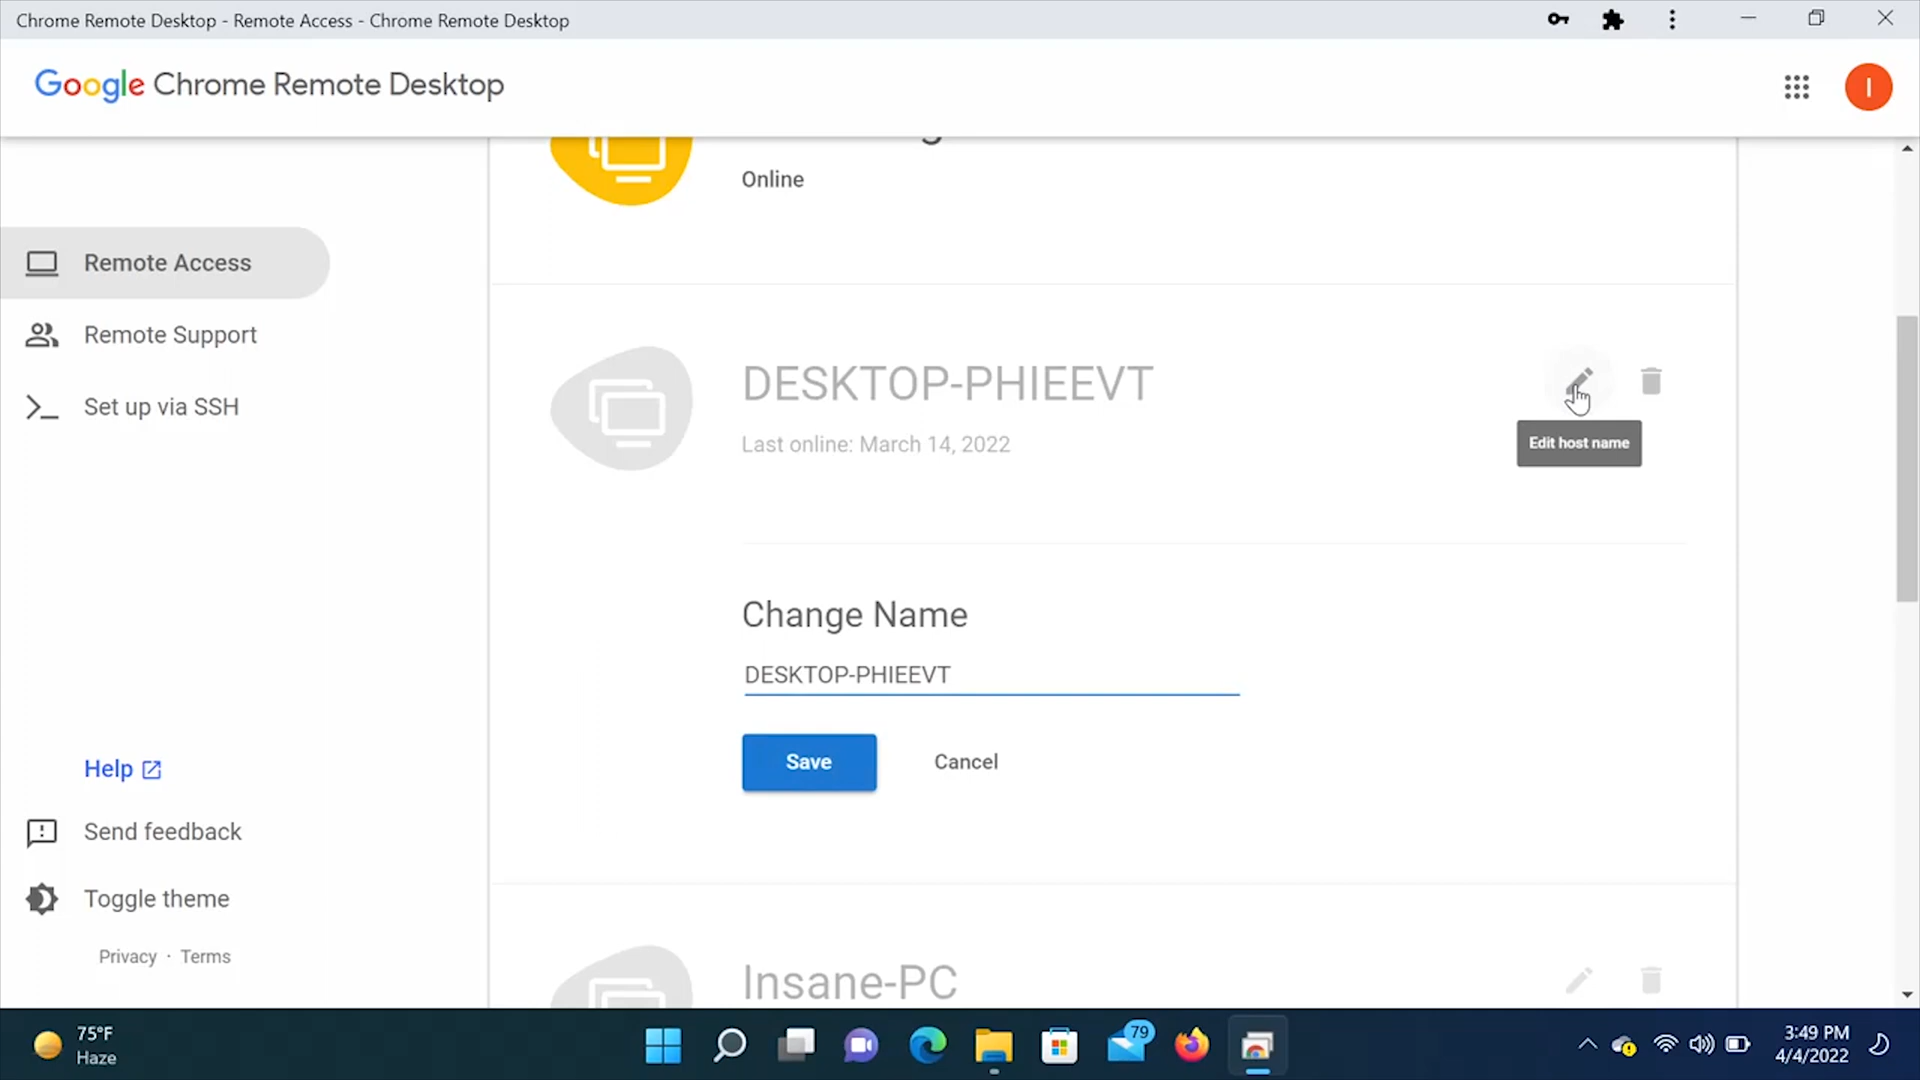 Chrome Remote Desktop - Remote Access - Chrome Remote Desktop
Google Chrome Remote Desktop
I
Online
Remote Access
Remote Support
Set up via SSH
DESKTOP-PHIEEVT
Last online: March 14, 2022
Edit host name
Change Name
DESKTOP-PHIEEVT
Save
Cancel
Help
Send feedback
Toggle theme
Privacy · Terms
Insane-PC
75°F
Haze
79
3:49 PM
4/4/2022